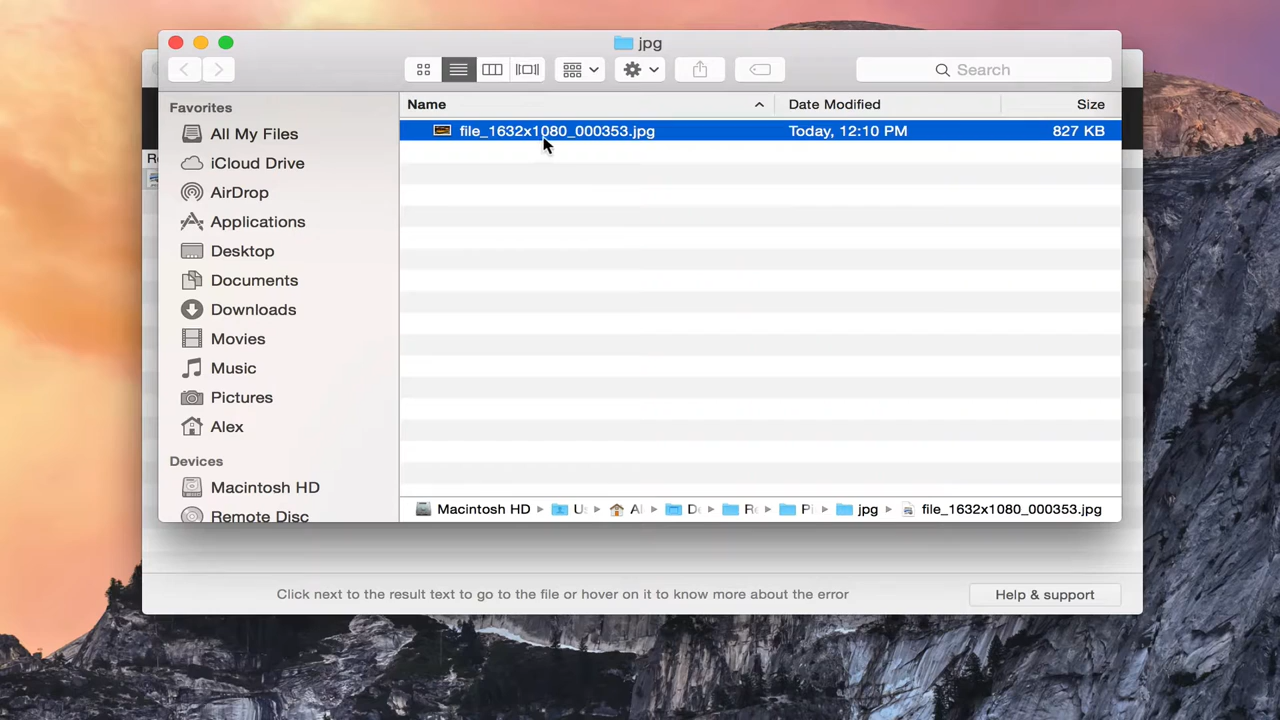 jpg
Search
Favorites
All My Files
iCloud Drive
AirDrop
Applications
Desktop
Documents
Downloads
Movies
Music
Pictures
Alex
Devices
Macintosh HD
Remote Disc
Name Date Modified Size
file_1632x1080_000353.jpg Today, 12:10 PM 827 KB
Macintosh HD jpg file_1632x1080_000353.jpg
Click next to the result text to go to the file or hover on it to know more about the error
Help & support